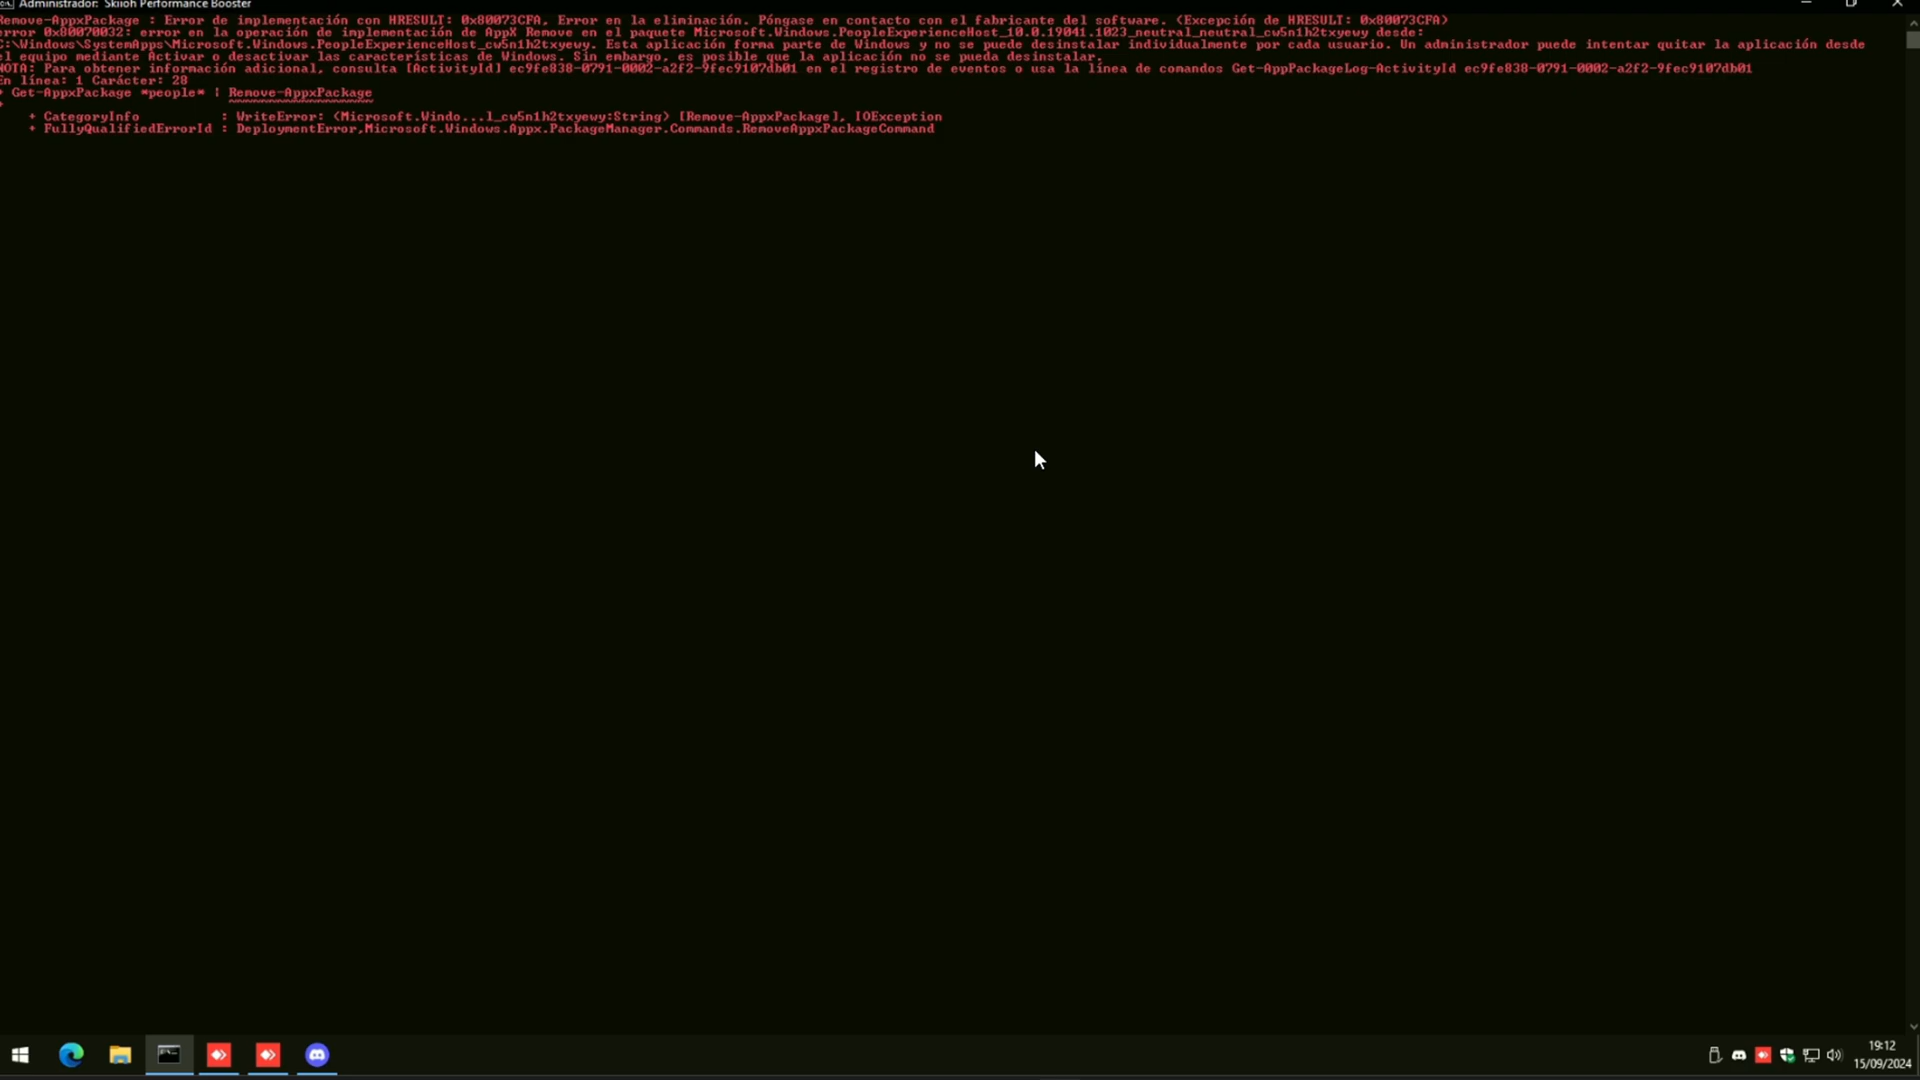 Administrador: Skiioh Performance Booster
Remove-AppxPackage : Error de implementación con HRESULT: 0x80073CFA, Error en la eliminación. Póngase en contacto con el fabricante del software. (Excepción de HRESULT: 0x80073CFA)
error 0x80070032: error en la operación de implementación de AppX Remove en el paquete Microsoft.Windows.PeopleExperienceHost_10.0.19041.1023_neutral_neutral_cw5n1h2txyewy desde:
C:\Windows\SystemApps\Microsoft.Windows.PeopleExperienceHost_cw5n1h2txyewy. Esta aplicación forma parte de Windows y no se puede desinstalar individualmente por cada usuario. Un administrador puede intentar quitar la aplicación desde
el equipo mediante Activar o desactivar las características de Windows. Sin embargo, es posible que la aplicación no se pueda desinstalar.
NOTA: Para obtener información adicional, consulta [ActivityId] ec9fe838-0791-0002-a2f2-9fec9107db01 en el registro de eventos o usa la línea de comandos Get-AppPackageLog-ActivityId ec9fe838-0791-0002-a2f2-9fec9107db01
En línea: 1 Carácter: 28
+ Get-AppxPackage *people* | Remove-AppxPackage
+ ~~~~~~~~~~~~~~~~~~
+ CategoryInfo : WriteError: (Microsoft.Windo...l_cw5n1h2txyewy:String) [Remove-AppxPackage], IOException
+ FullyQualifiedErrorId : DeploymentError,Microsoft.Windows.Appx.PackageManager.Commands.RemoveAppxPackageCommand
19:12
15/09/2024